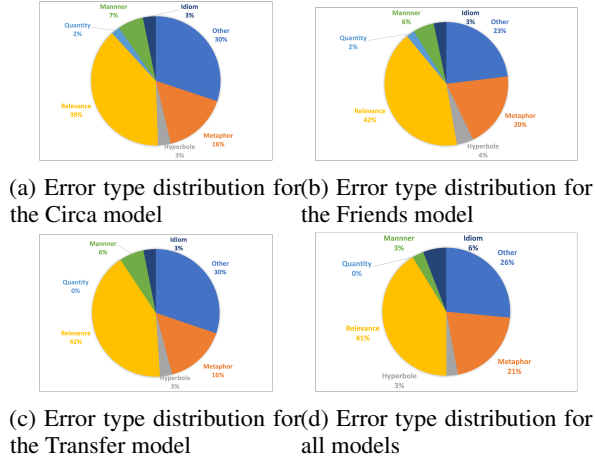 Mannner
7%
Idiom
3%
Other
30%
Quantity
2%
Relevance
39%
Metaphor
16%
Hyperbole
3%
(a) Error type distribution for
the Circa model
Manner
6%
Idiom
3%
Other
23%
Quantity
2%
Relevance
42%
Metaphor
20%
Hyperbole
4%
(b) Error type distribution for
the Friends model
Mannner
6%
Idiom
3%
Other
30%
Quantity
0%
Relevance
42%
Metaphor
16%
Hyperbole
3%
(c) Error type distribution for
the Transfer model
Mannner
3%
Idiom
6%
Other
26%
Quantity
0%
Relevance
41%
Metaphor
21%
Hyperbole
3%
(d) Error type distribution for
all models